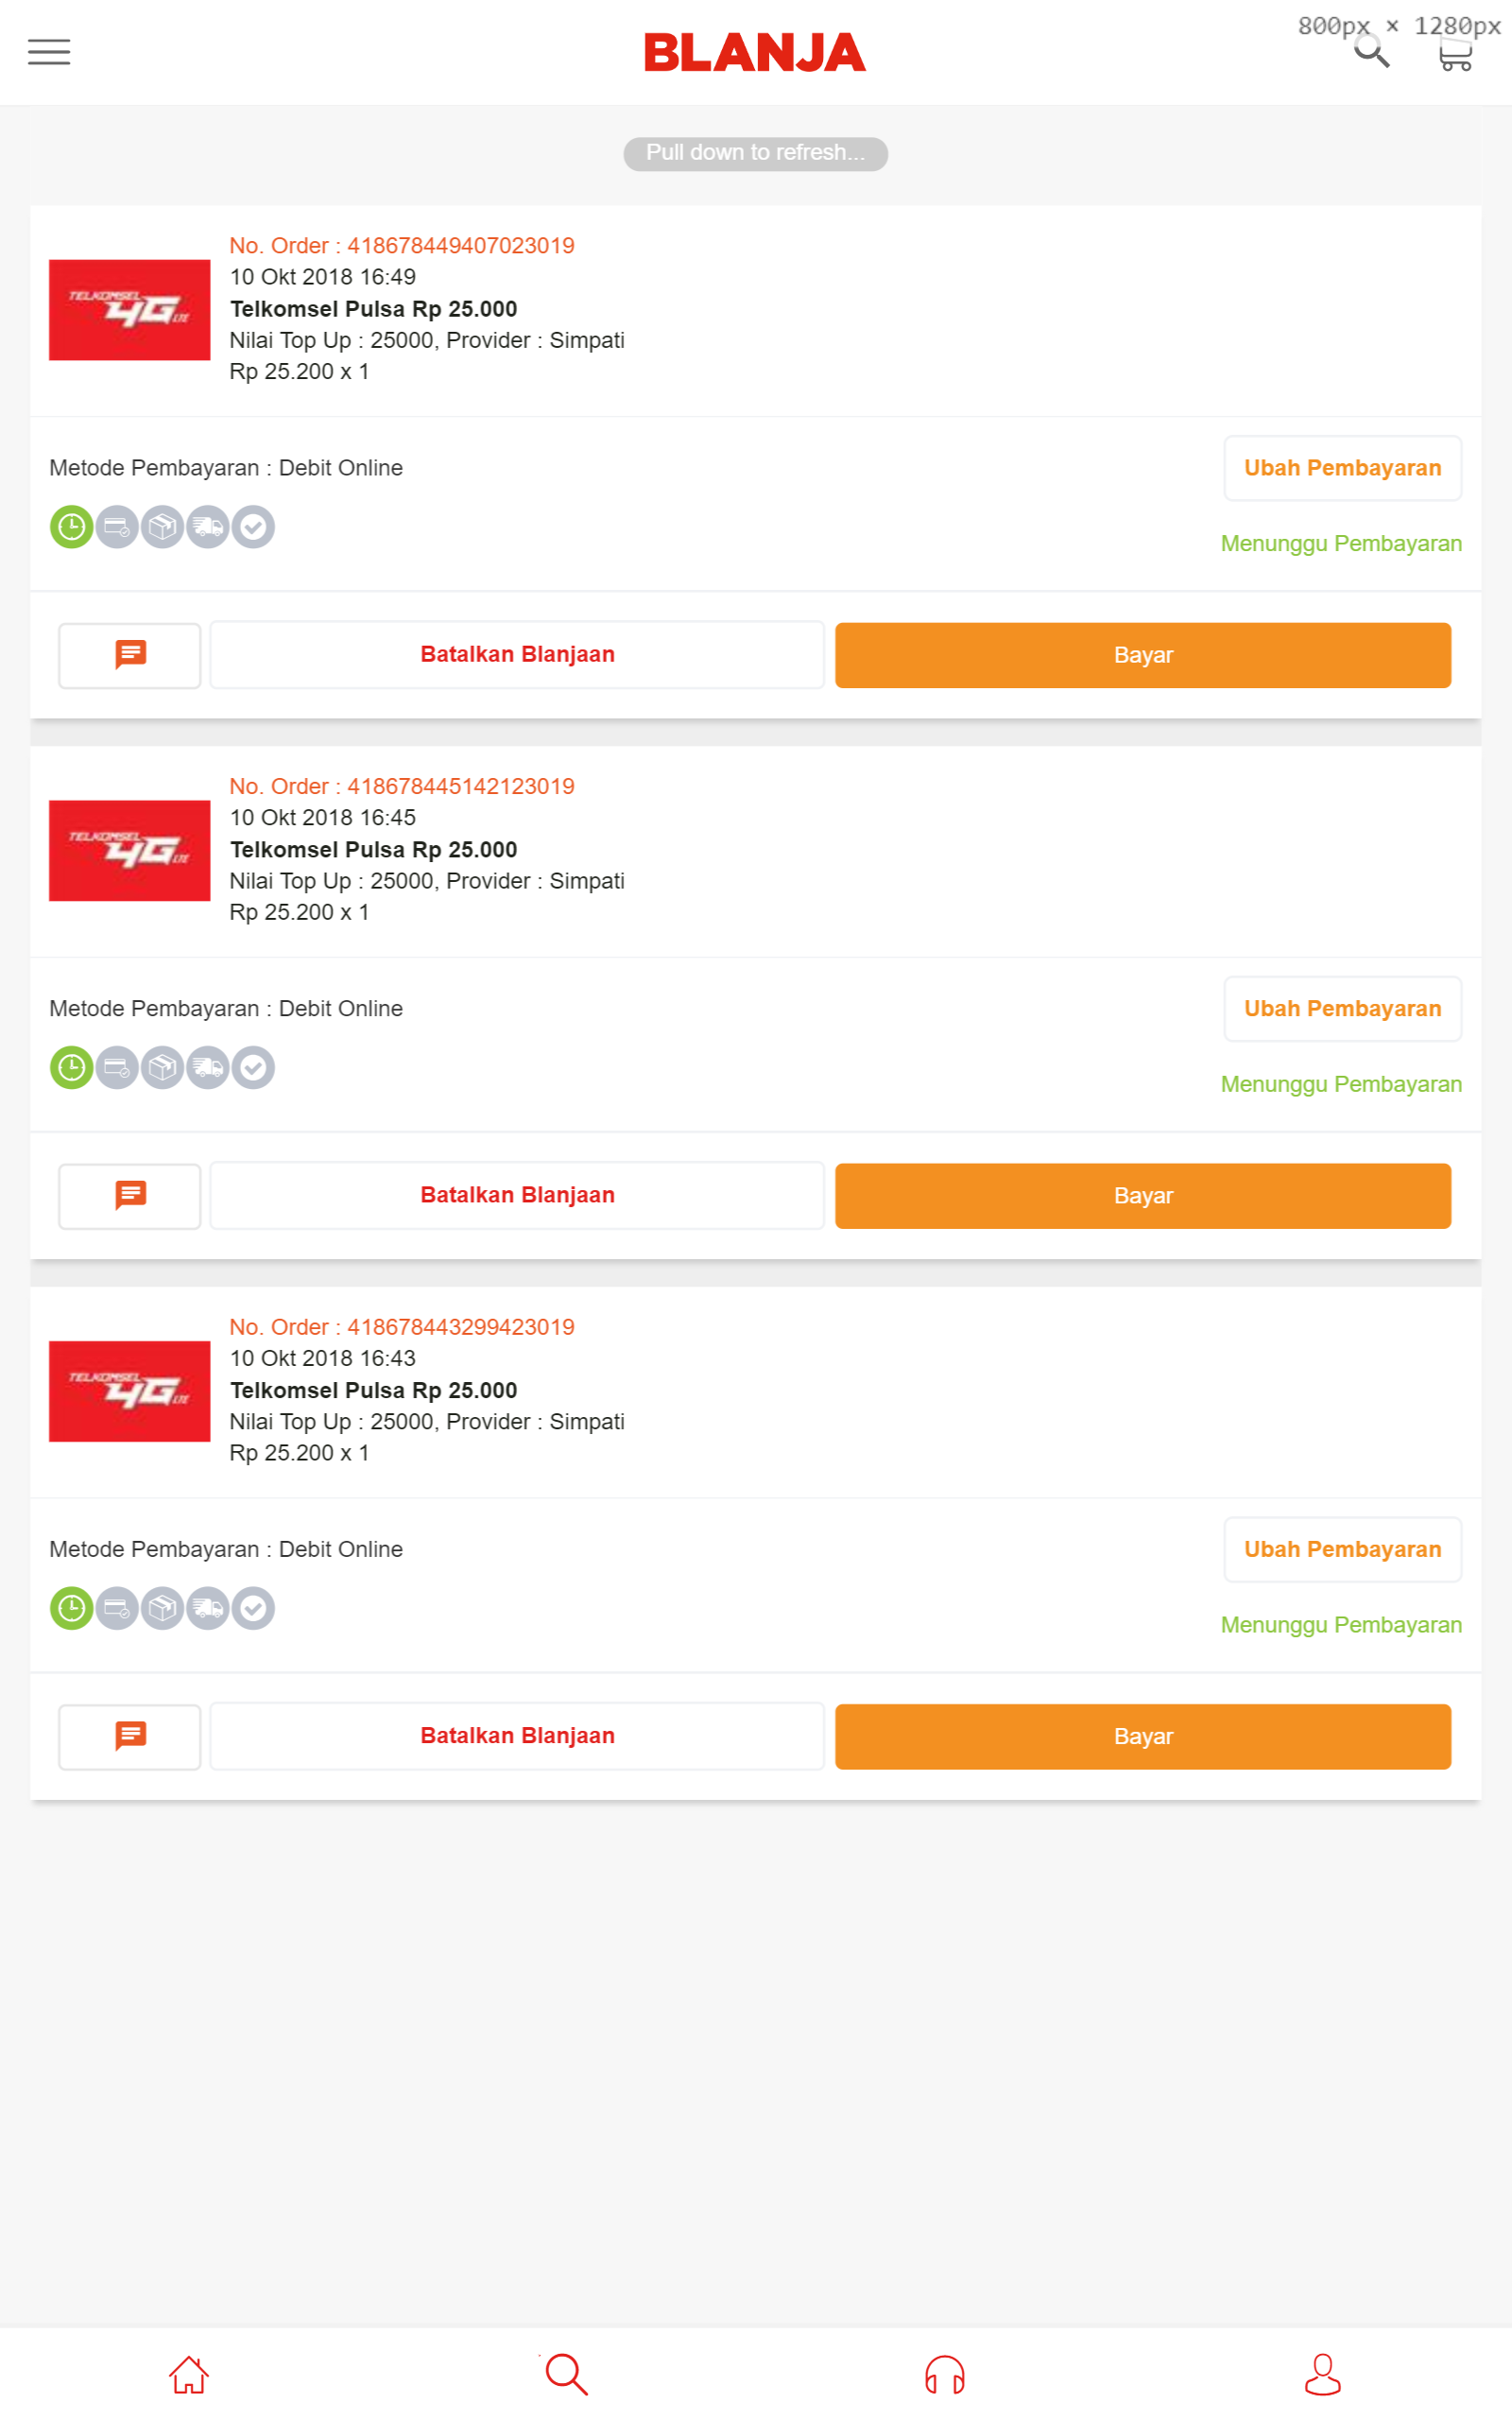 BLANJA
800px × 1280px
Pull down to refresh...
No. Order : 418678449407023019
10 Okt 2018 16:49
Telkomsel Pulsa Rp 25.000
Nilai Top Up : 25000, Provider : Simpati
Rp 25.200 x 1
TELKOMSEL
4G LTE
Metode Pembayaran : Debit Online
Ubah Pembayaran
Menunggu Pembayaran
Batalkan Blanjaan
Bayar
No. Order : 418678445142123019
10 Okt 2018 16:45
Telkomsel Pulsa Rp 25.000
Nilai Top Up : 25000, Provider : Simpati
Rp 25.200 x 1
TELKOMSEL
4G LTE
Metode Pembayaran : Debit Online
Ubah Pembayaran
Menunggu Pembayaran
Batalkan Blanjaan
Bayar
No. Order : 418678443299423019
10 Okt 2018 16:43
Telkomsel Pulsa Rp 25.000
Nilai Top Up : 25000, Provider : Simpati
Rp 25.200 x 1
TELKOMSEL
4G LTE
Metode Pembayaran : Debit Online
Ubah Pembayaran
Menunggu Pembayaran
Batalkan Blanjaan
Bayar